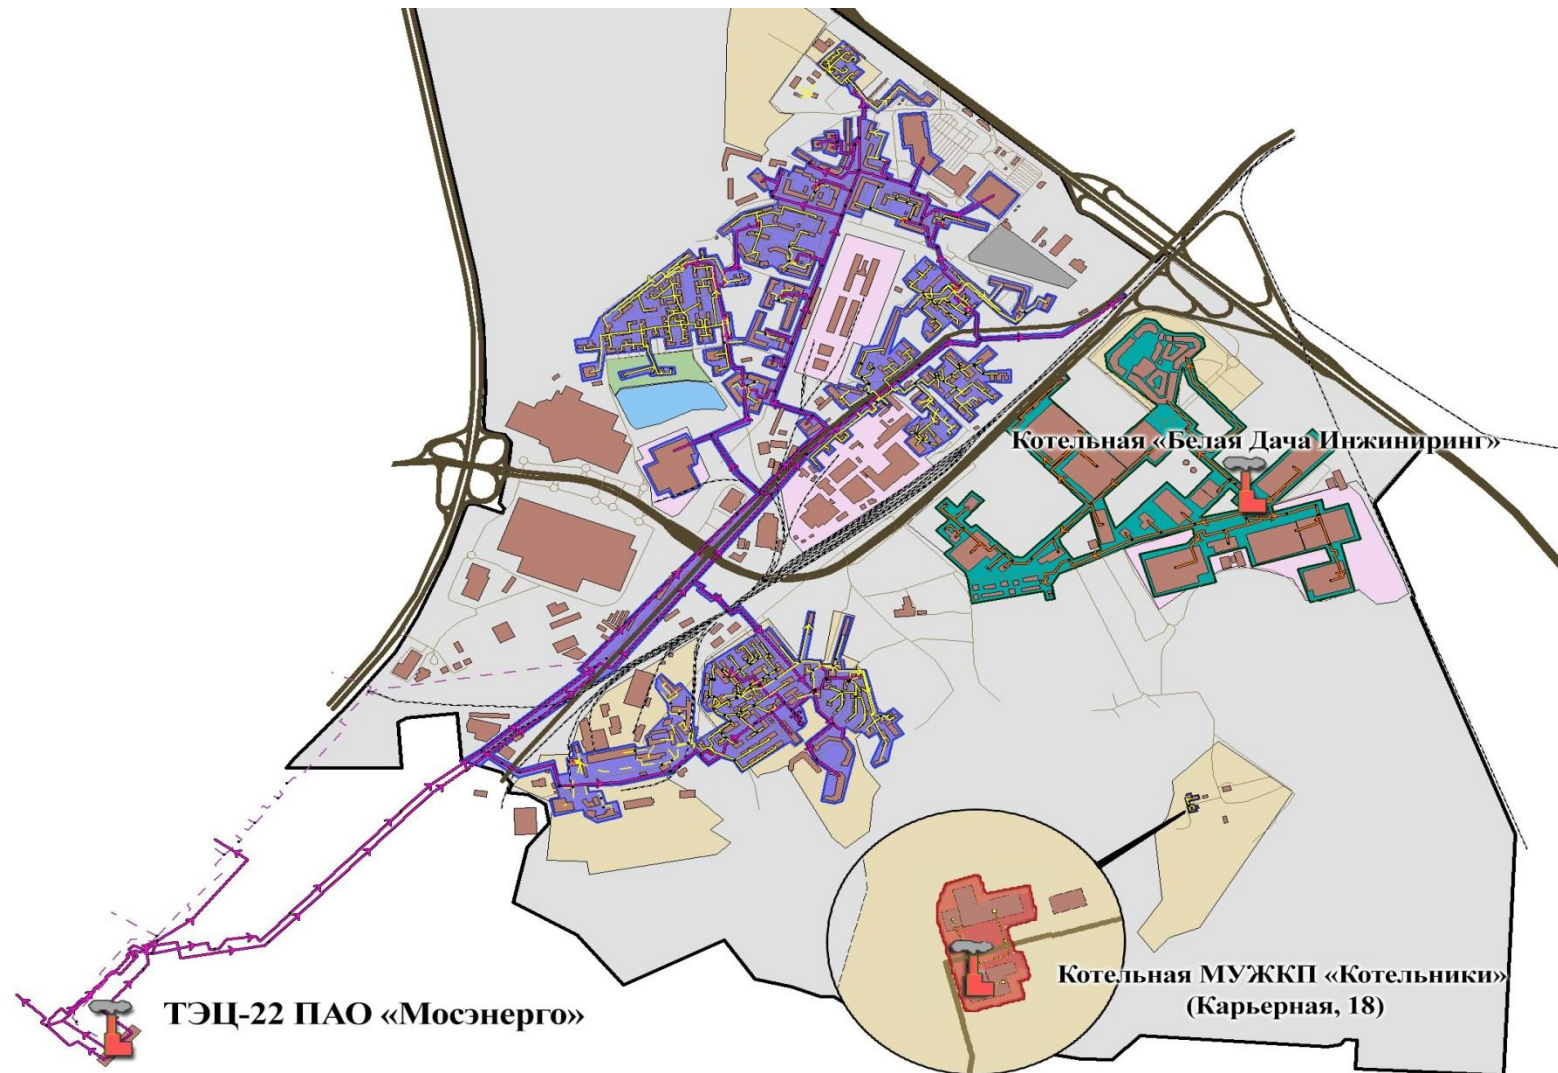 Котельная «Белая Дача Инжиниринг»
Котельная МУЖКП «Котельники»
(Карьерная, 18)
ТЭЦ-22 ПАО «Мосэнерго»